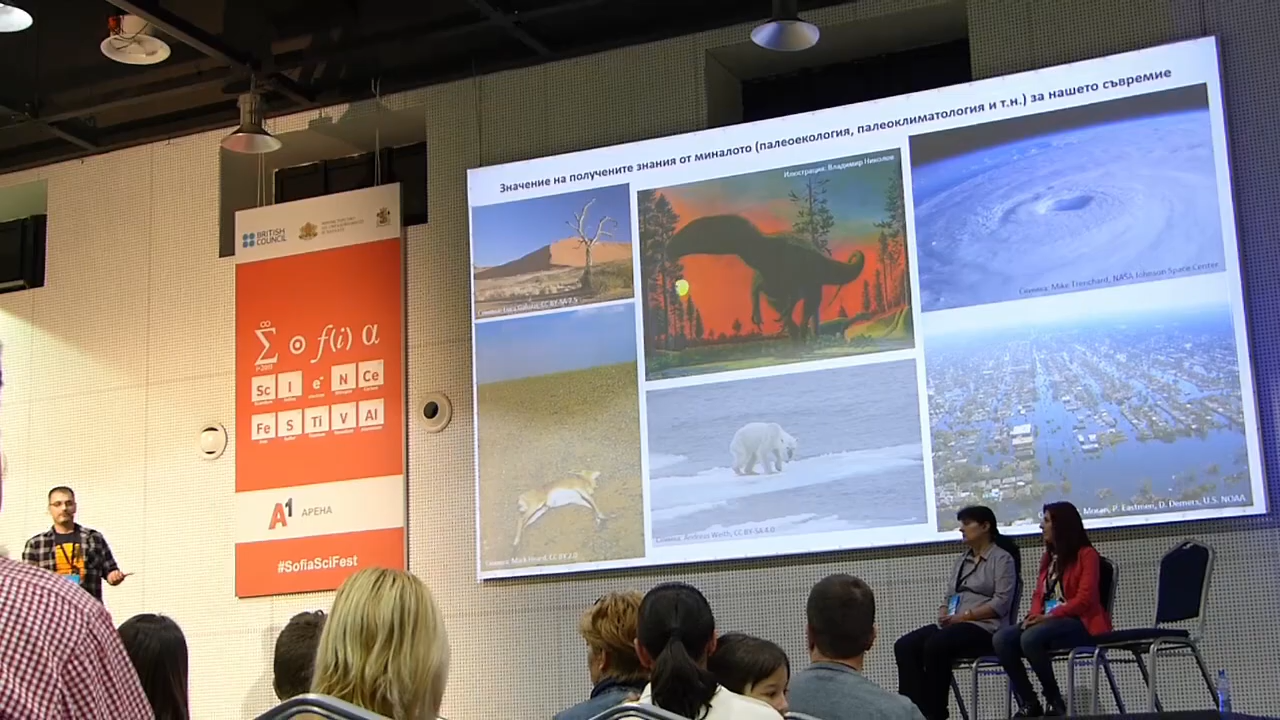 BRITISH
COUNCIL
∞
Σ ⊙ f(i) α
Sc I e⁻ N Ce
Fe S Ti V Al
A1 АРЕНА
#SofiaSciFest
Значение на получените знания от миналото (палеоекология, палеоклиматология и т.н.) за нашето съвремие
Илюстрация: Владимир Николов
Снимка: Mike Trenchard, NASA Johnson Space Center
Снимка: Andreas Weith, CC BY-SA 4.0
P. Eastman, D. Demers, U.S. NOAA